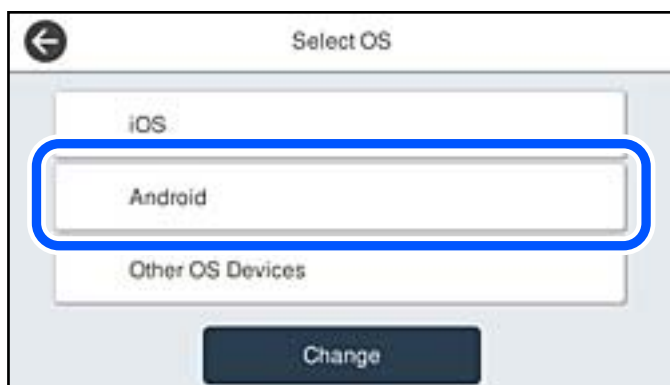 Select OS
iOS
Android
Other OS Devices
Change